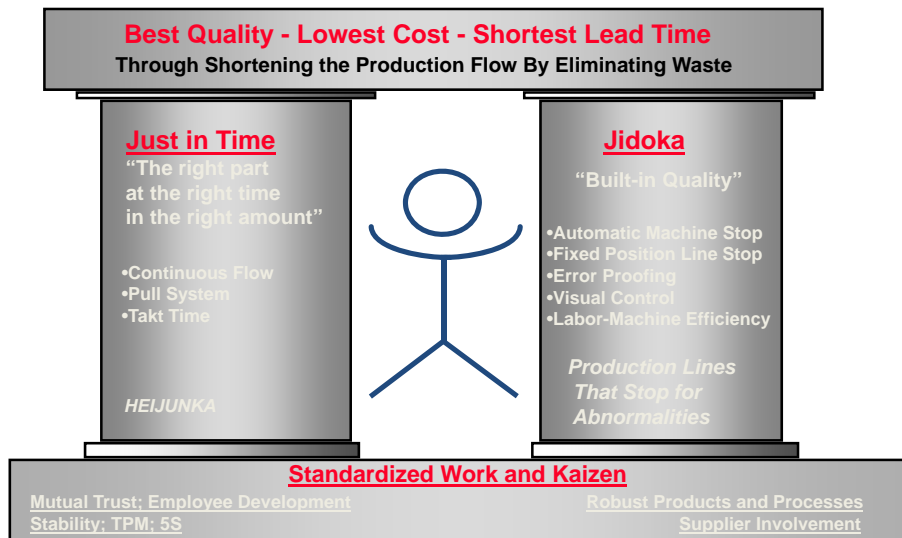 Best Quality - Lowest Cost - Shortest Lead Time
Through Shortening the Production Flow By Eliminating Waste
Just in Time
“The right part
at the right time
in the right amount”
•Continuous Flow
•Pull System
•Takt Time
HEIJUNKA
Jidoka
“Built-in Quality”
•Automatic Machine Stop
•Fixed Position Line Stop
•Error Proofing
•Visual Control
•Labor-Machine Efficiency
Production Lines
That Stop for
Abnormalities
Standardized Work and Kaizen
Mutual Trust; Employee Development
Stability; TPM; 5S
Robust Products and Processes
Supplier Involvement